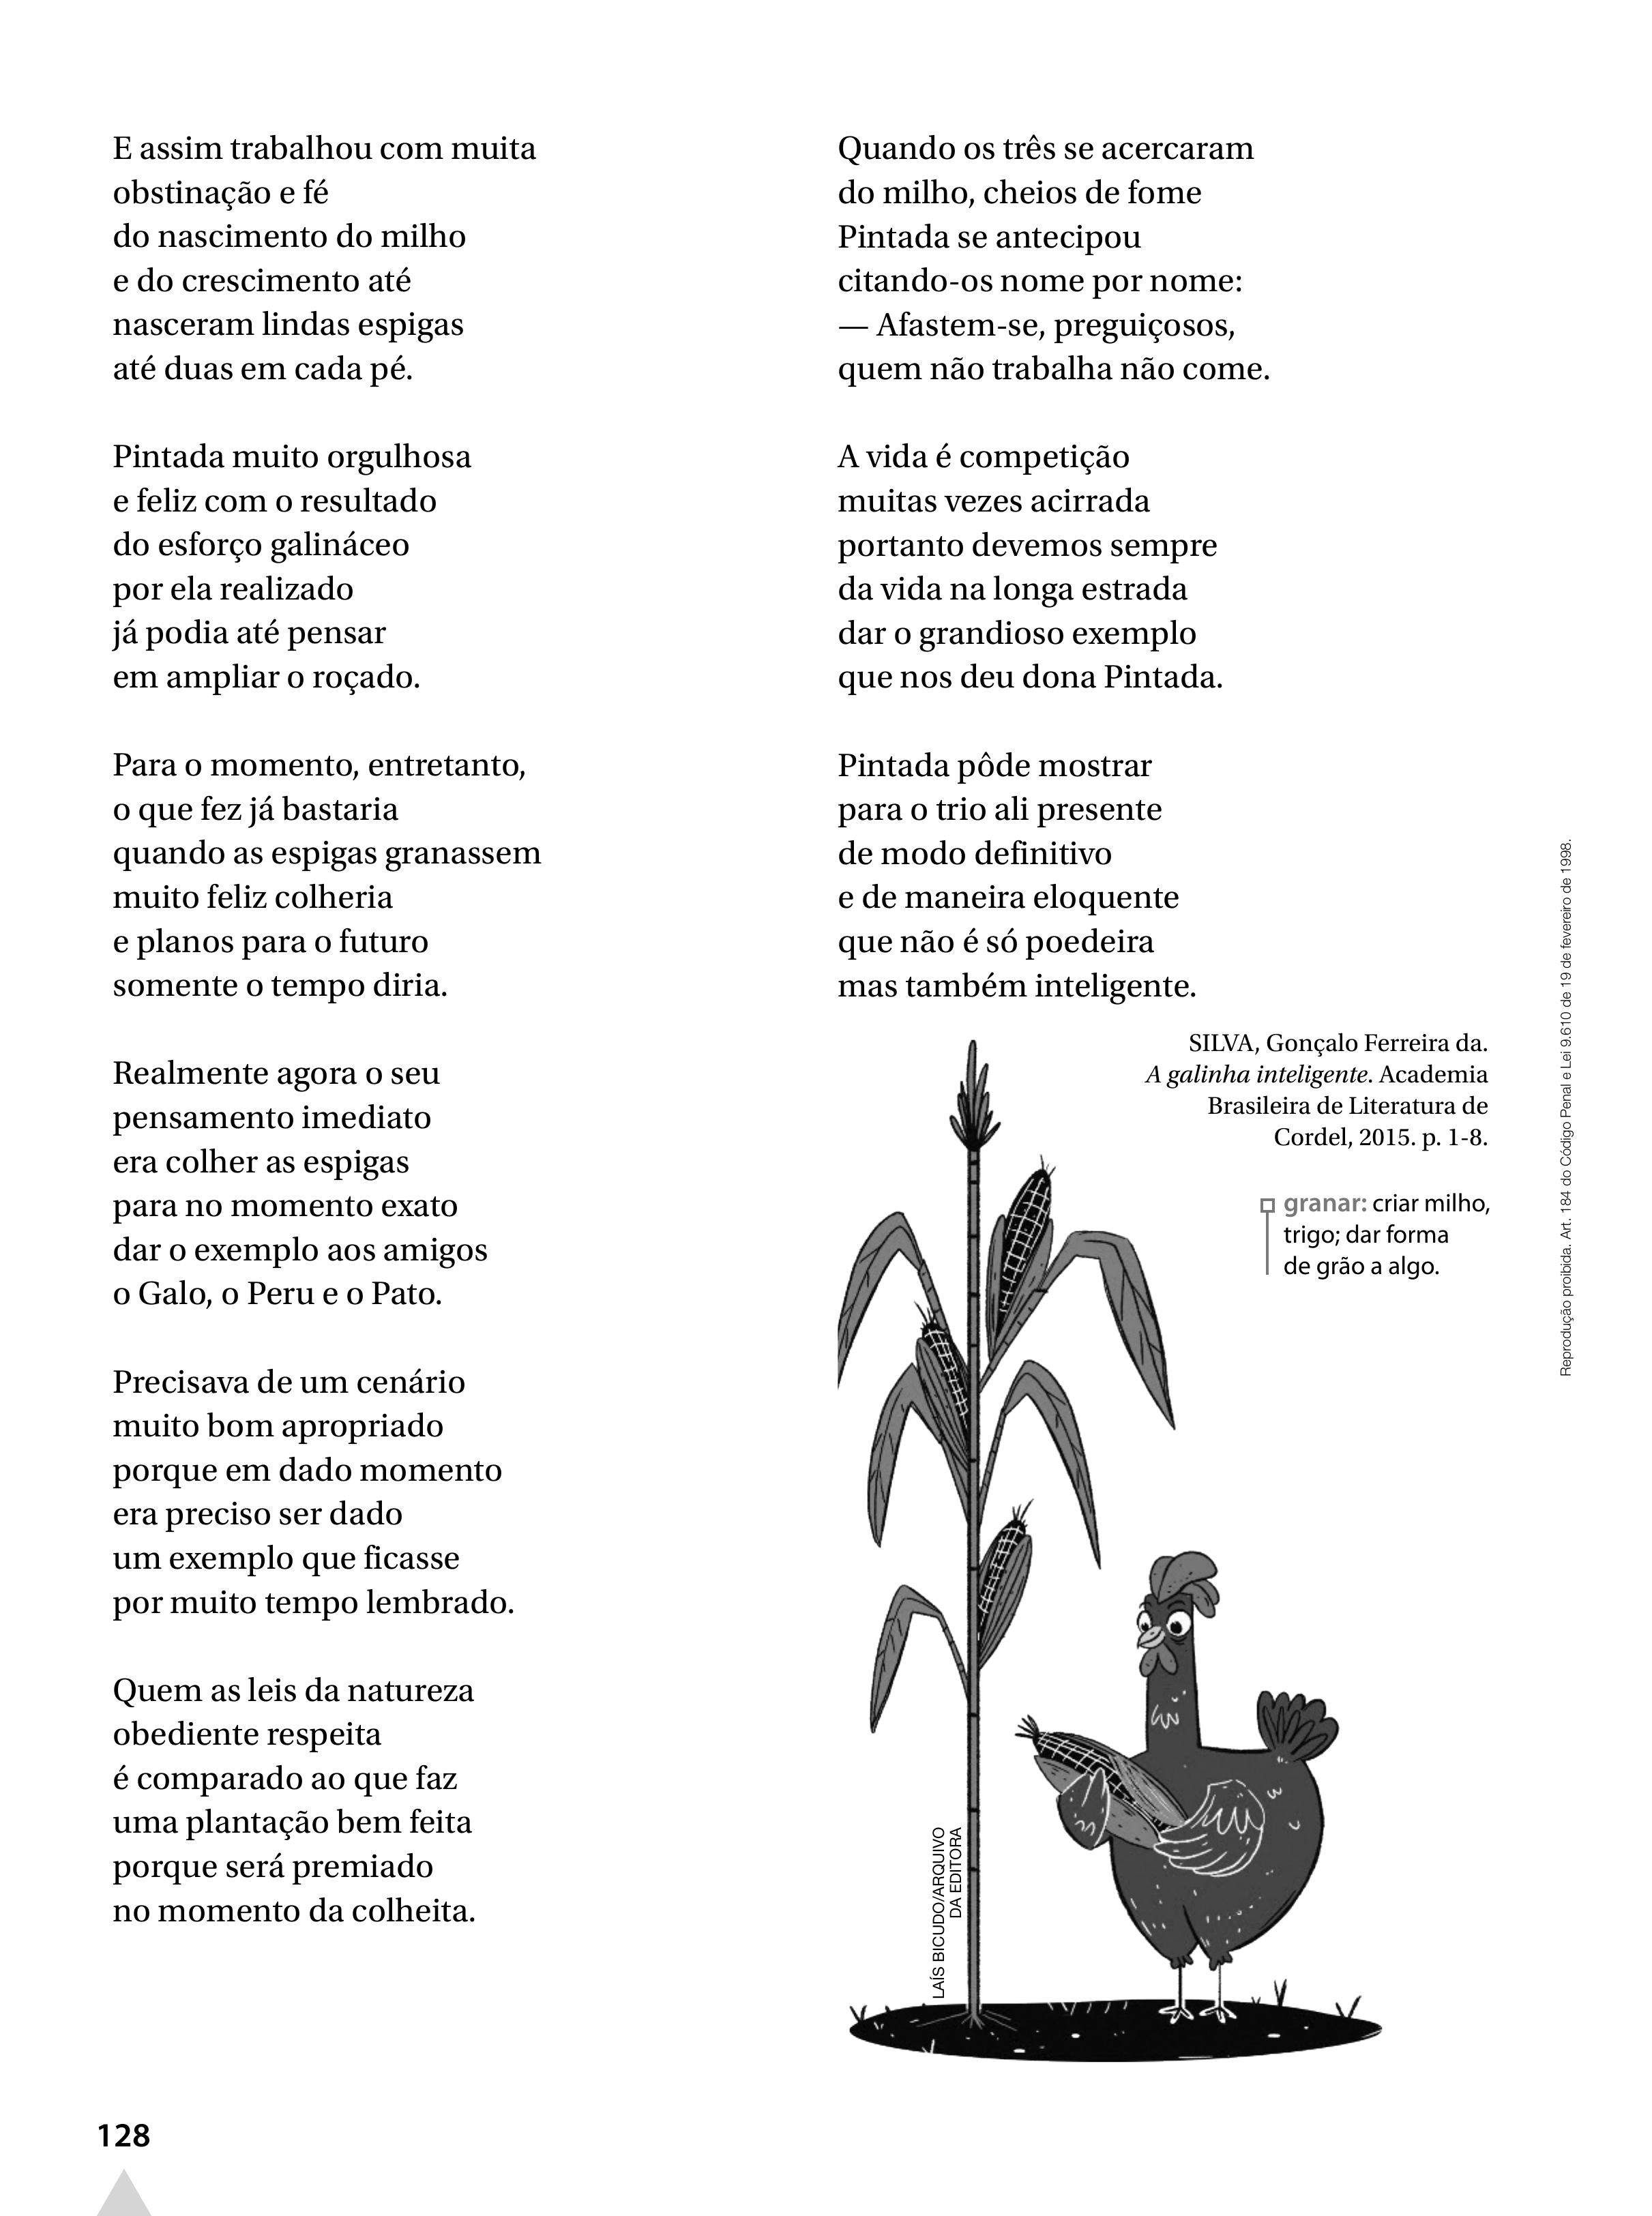 E assim trabalhou com muita
obstinação e fé
do nascimento do milho
e do crescimento até
nasceram lindas espigas
até duas em cada pé.
Pintada muito orgulhosa
e feliz com o resultado
do esforço galináceo
por ela realizado
já podia até pensar
em ampliar o roçado.
Para o momento, entretanto,
o que fez já bastaria
quando as espigas granassem
muito feliz colheria
e planos para o futuro
somente o tempo diria.
Realmente agora o seu
pensamento imediato
era colher as espigas
para no momento exato
dar o exemplo aos amigos
o Galo, o Peru e o Pato.
Precisava de um cenário
muito bom apropriado
porque em dado momento
era preciso ser dado
um exemplo que ficasse
por muito tempo lembrado.
Quem as leis da natureza
obediente respeita
é comparado ao que faz
uma plantação bem feita
porque será premiado
no momento da colheita.
Quando os três se acercaram
do milho, cheios de fome
Pintada se antecipou
citando-os nome por nome:
— Afastem-se, preguiçosos,
quem não trabalha não come.
A vida é competição
muitas vezes acirrada
portanto devemos sempre
da vida na longa estrada
dar o grandioso exemplo
que nos deu dona Pintada.
Pintada pôde mostrar
para o trio ali presente
de modo definitivo
e de maneira eloquente
que não é só poedeira
mas também inteligente.
SILVA, Gonçalo Ferreira da.
A galinha inteligente. Academia
Brasileira de Literatura de
Cordel, 2015. p. 1-8.
granar: criar milho,
trigo; dar forma
de grão a algo.
LAÍS BICUDO/ARQUIVO
DA EDITORA
Reprodução proibida. Art. 184 do Código Penal e Lei 9.610 de 19 de fevereiro de 1998.
128